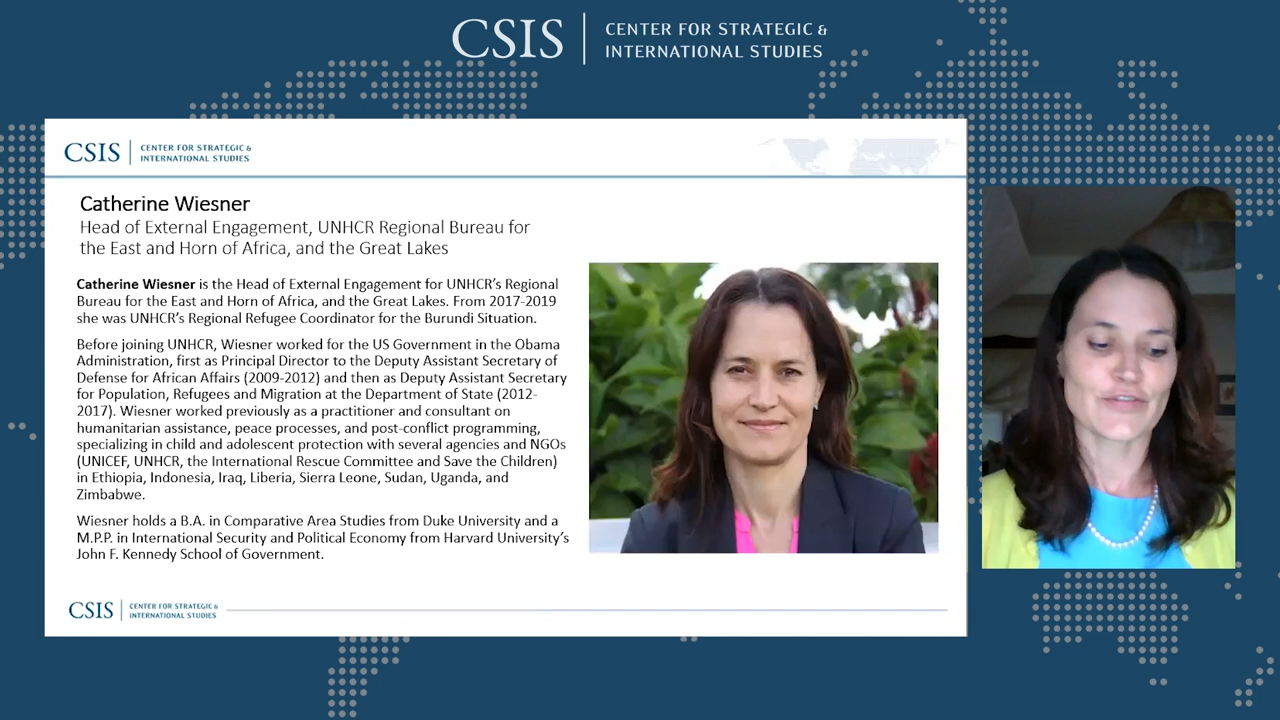 CSIS
CENTER FOR STRATEGIC &
INTERNATIONAL STUDIES
CSIS
CENTER FOR STRATEGIC &
INTERNATIONAL STUDIES
Catherine Wiesner
Head of External Engagement, UNHCR Regional Bureau for
the East and Horn of Africa, and the Great Lakes
Catherine Wiesner is the Head of External Engagement for UNHCR's Regional
Bureau for the East and Horn of Africa, and the Great Lakes. From 2017-2019
she was UNHCR's Regional Refugee Coordinator for the Burundi Situation.
Before joining UNHCR, Wiesner worked for the US Government in the Obama
Administration, first as Principal Director to the Deputy Assistant Secretary of
Defense for African Affairs (2009-2012) and then as Deputy Assistant Secretary
for Population, Refugees and Migration at the Department of State (2012-
2017). Wiesner worked previously as a practitioner and consultant on
humanitarian assistance, peace processes, and post-conflict programming,
specializing in child and adolescent protection with several agencies and NGOs
(UNICEF, UNHCR, the International Rescue Committee and Save the Children)
in Ethiopia, Indonesia, Iraq, Liberia, Sierra Leone, Sudan, Uganda, and
Zimbabwe.
Wiesner holds a B.A. in Comparative Area Studies from Duke University and a
M.P.P. in International Security and Political Economy from Harvard University's
John F. Kennedy School of Government.
CSIS
CENTER FOR STRATEGIC &
INTERNATIONAL STUDIES